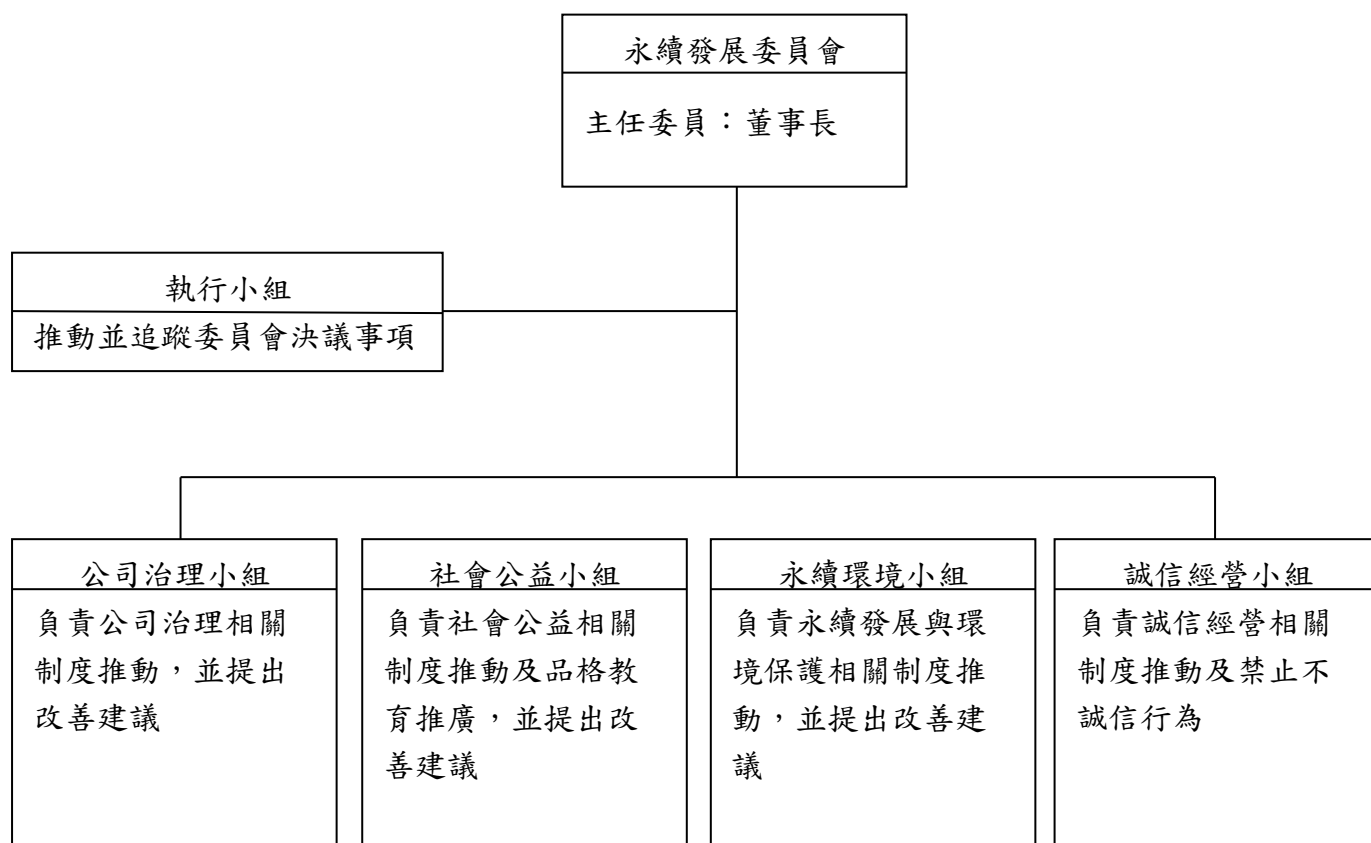 永續發展委員會
主任委員：董事長
執行小組
推動並追蹤委員會決議事項
公司治理小組
負責公司治理相關
制度推動，並提出
改善建議
社會公益小組
負責社會公益相關
制度推動及品格教
育推廣，並提出改
善建議
永續環境小組
負責永續發展與環
境保護相關制度推
動，並提出改善建
議
誠信經營小組
負責誠信經營相關
制度推動及禁止不
誠信行為